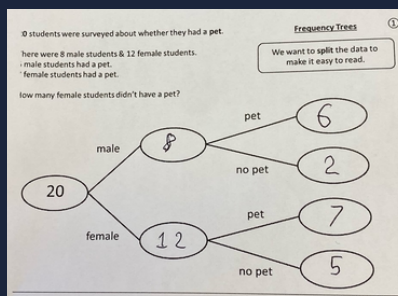 Frequency Trees
1
0 students were surveyed about whether they had a pet.
here were 8 male students & 12 female students.
male students had a pet.
female students had a pet.
How many female students didn't have a pet?
We want to split the data to
make it easy to read.
20
male
8
pet
6
no pet
2
female
12
pet
7
no pet
5